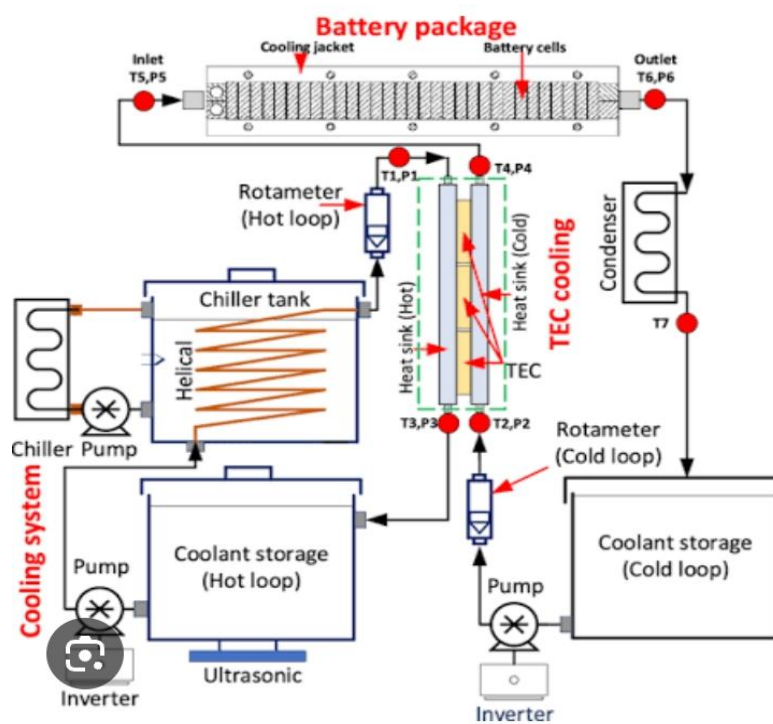 Battery package
Cooling jacket
Battery cells
Inlet
T5,P5
Outlet
T6,P6
T1,P1
T4,P4
Rotameter
(Hot loop)
Condenser
Heat sink (Hot)
Heat sink (Cold)
TEC cooling
T7
Chiller tank
Helical
TEC
T3,P3
T2,P2
Chiller
Pump
Rotameter
(Cold loop)
Cooling system
Coolant storage
(Hot loop)
Coolant storage
(Cold loop)
Pump
Pump
Inverter
Ultrasonic
Inverter